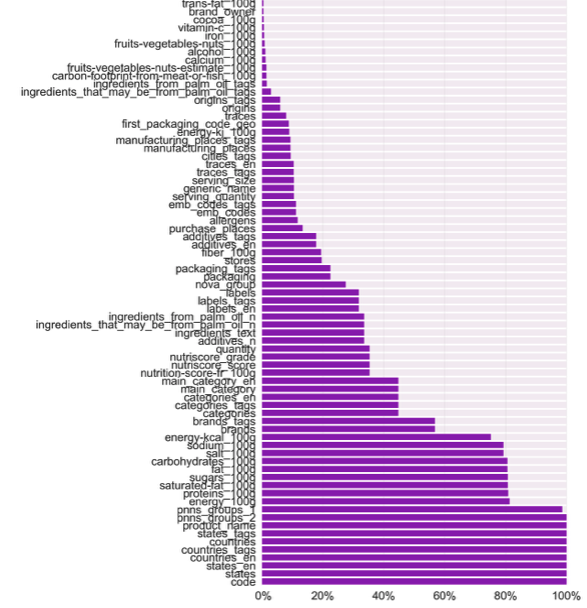 trans-fat_100g
brand_owner
cocoa_100g
vitamin-c_100g
iron_100g
fruits-vegetables-nuts_100g
alcohol_100g
calcium_100g
fruits-vegetables-nuts-estimate_100g
carbon-footprint-from-meat-or-fish_100g
ingredients_from_palm_oil_tags
ingredients_that_may_be_from_palm_oil_tags
origins_tags
origins
traces
first_packaging_code_geo
energy-kj_100g
manufacturing_places_tags
manufacturing_places
cities_tags
traces_en
traces_tags
serving_size
generic_name
serving_quantity
emb_codes_tags
emb_codes
allergens
purchase_places
additives_tags
additives_en
fiber_100g
stores
packaging_tags
packaging
nova_group
labels
labels_tags
labels_en
ingredients_from_palm_oil_n
ingredients_that_may_be_from_palm_oil_n
ingredients_text
additives_n
quantity
nutriscore_grade
nutriscore_score
nutrition-score-fr_100g
main_category_en
main_category
categories_en
categories_tags
categories
brands_tags
brands
energy-kcal_100g
sodium_100g
salt_100g
carbohydrates_100g
fat_100g
sugars_100g
saturated-fat_100g
proteins_100g
energy_100g
pnns_groups_1
pnns_groups_2
product_name
states_tags
countries
countries_tags
countries_en
states_en
states
code
0% 20% 40% 60% 80% 100%